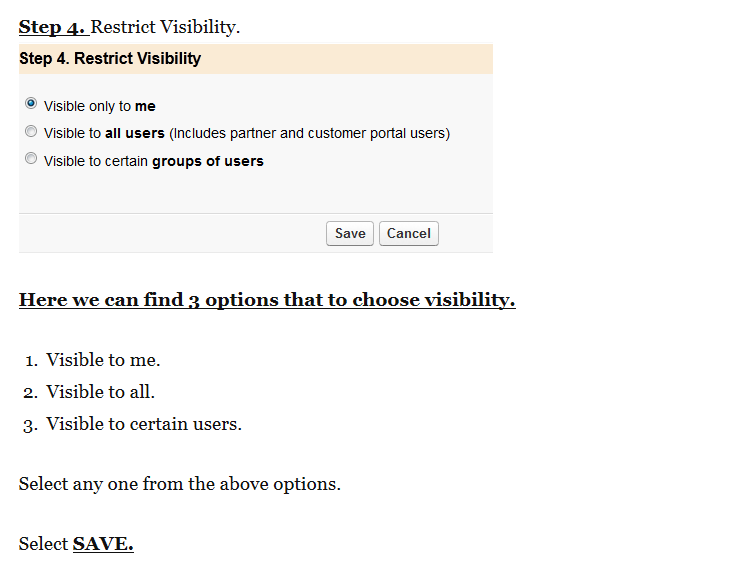 Step 4. Restrict Visibility.
Step 4. Restrict Visibility
Visible only to me
Visible to all users (Includes partner and customer portal users)
Visible to certain groups of users
Save Cancel
Here we can find 3 options that to choose visibility.
1. Visible to me.
2. Visible to all.
3. Visible to certain users.
Select any one from the above options.
Select SAVE.